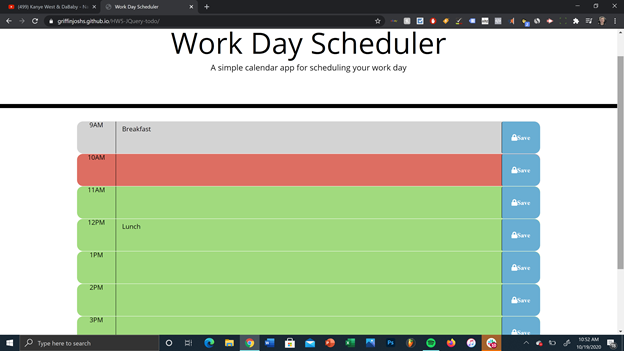 (499) Kanye West & DaBaby - N
Work Day Scheduler
griffinjoshs.github.io/HW5-JQuery-todo/
Work Day Scheduler
A simple calendar app for scheduling your work day
9AM Breakfast Save
10AM Save
11AM Save
12PM Lunch Save
1PM Save
2PM Save
3PM Save
Type here to search
10:52 AM
10/19/2020